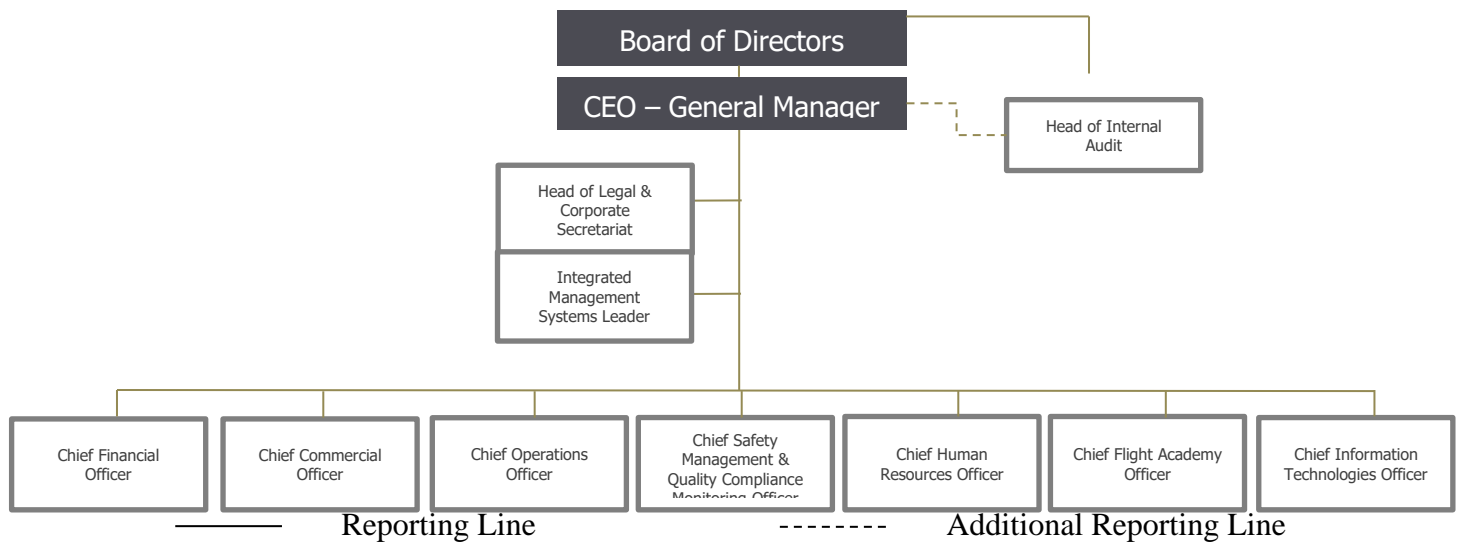 Board of Directors
CEO – General Manager
Head of Internal
Audit
Head of Legal &
Corporate
Secretariat
Integrated
Management
Systems Leader
Chief Financial
Officer
Chief Commercial
Officer
Chief Operations
Officer
Chief Safety
Management &
Quality Compliance
Monitoring Officer
Chief Human
Resources Officer
Chief Flight Academy
Officer
Chief Information
Technologies Officer
Reporting Line
Additional Reporting Line